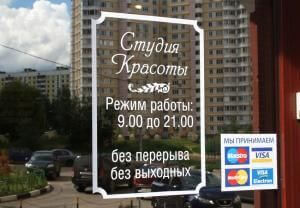 Студия
Красоты
Режим работы:
9.00 до 21.00
без перерыва
без выходных
МЫ ПРИНИМАЕМ
Maestro VISA
MasterCard VISA
Electron